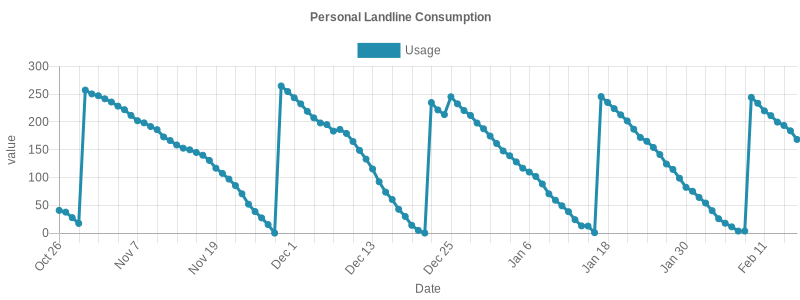 Personal Landline Consumption
Usage
value
300
250
200
150
100
50
0
Oct 26
Nov 7
Nov 19
Dec 1
Dec 13
Dec 25
Jan 6
Jan 18
Jan 30
Feb 11
Date